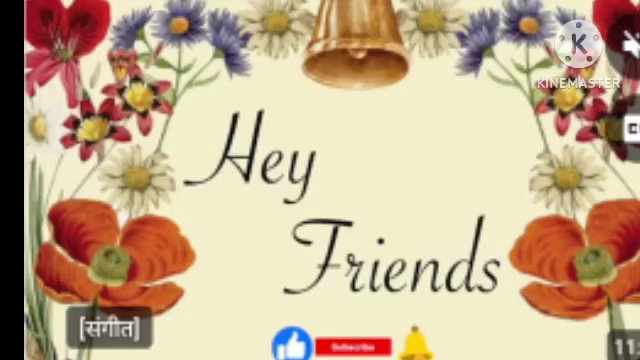 KINEMASTER
Hey
Friends
[संगीत]
Subscribe